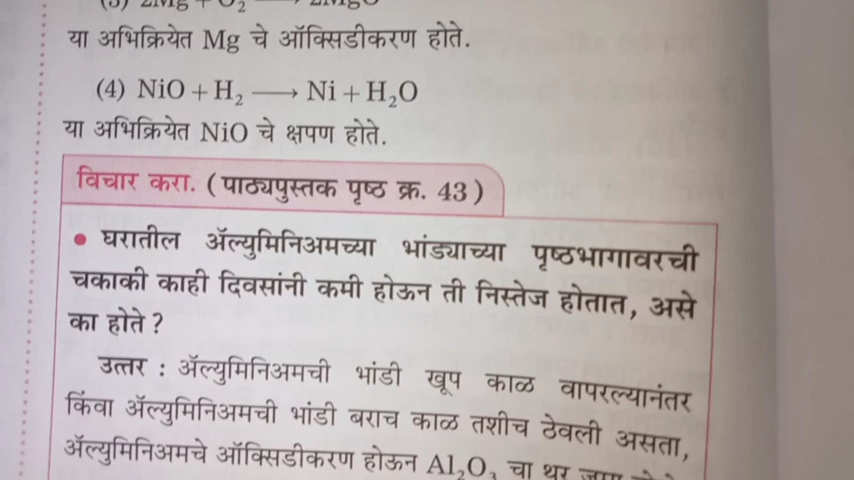 (3) 2Mg + O₂ ⟶ 2MgO
या अभिक्रियेत Mg चे ऑक्सिडीकरण होते.
(4) NiO + H₂ ⟶ Ni + H₂O
या अभिक्रियेत NiO चे क्षपण होते.
विचार करा. (पाठ्यपुस्तक पृष्ठ क्र. 43)
• घरातील ॲल्युमिनिअमच्या भांड्याच्या पृष्ठभागावरची
चकाकी काही दिवसांनी कमी होऊन ती निस्तेज होतात, असे
का होते ?
उत्तर : ॲल्युमिनिअमची भांडी खूप काळ वापरल्यानंतर
किंवा ॲल्युमिनिअमची भांडी बराच काळ तशीच ठेवली असता,
ॲल्युमिनिअमचे ऑक्सिडीकरण होऊन Al₂O₃ चा थर